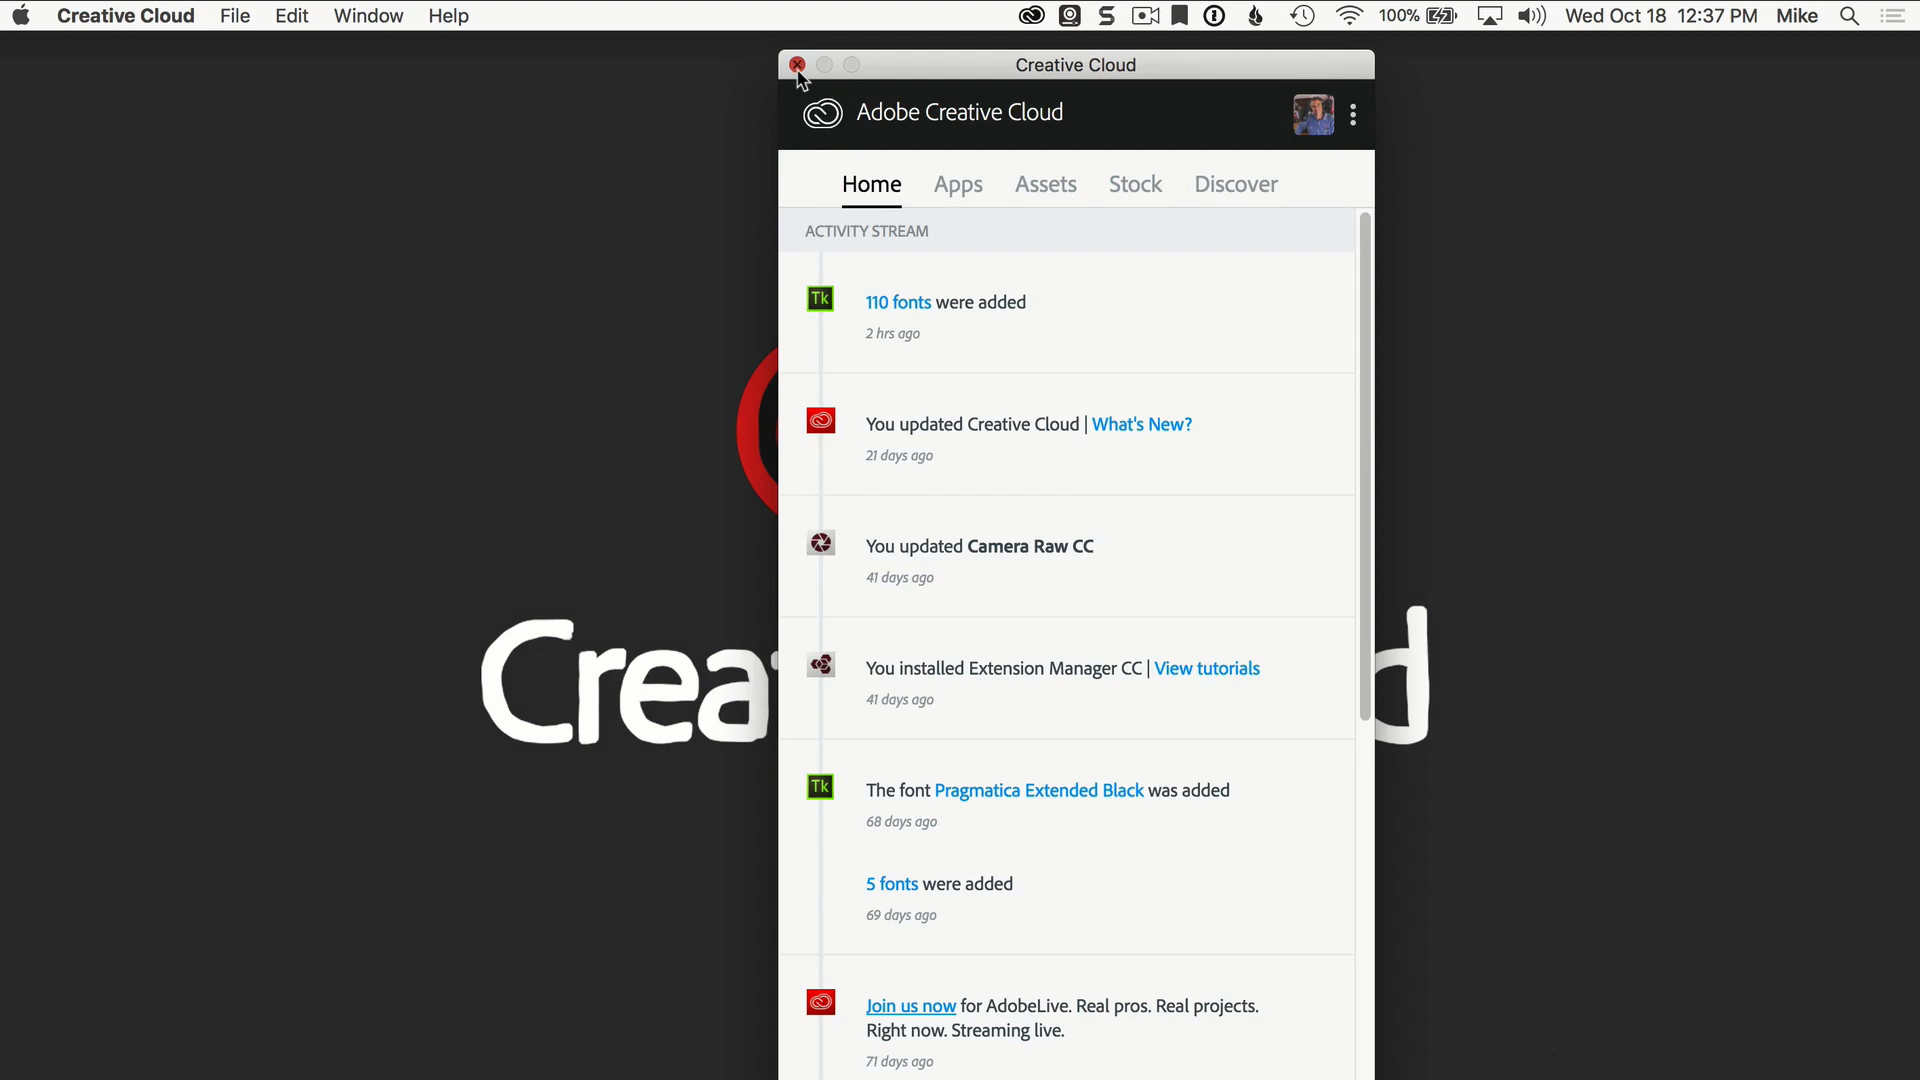 Creative Cloud File Edit Window Help 100% Wed Oct 18 12:37 PM Mike
Creative Cloud
Adobe Creative Cloud
Home Apps Assets Stock Discover
ACTIVITY STREAM
Tk 110 fonts were added
2 hrs ago
You updated Creative Cloud | What's New?
21 days ago
You updated Camera Raw CC
41 days ago
You installed Extension Manager CC | View tutorials
41 days ago
Tk The font Pragmatica Extended Black was added
68 days ago
5 fonts were added
69 days ago
Join us now for AdobeLive. Real pros. Real projects.
Right now. Streaming live.
71 days ago
Crea d